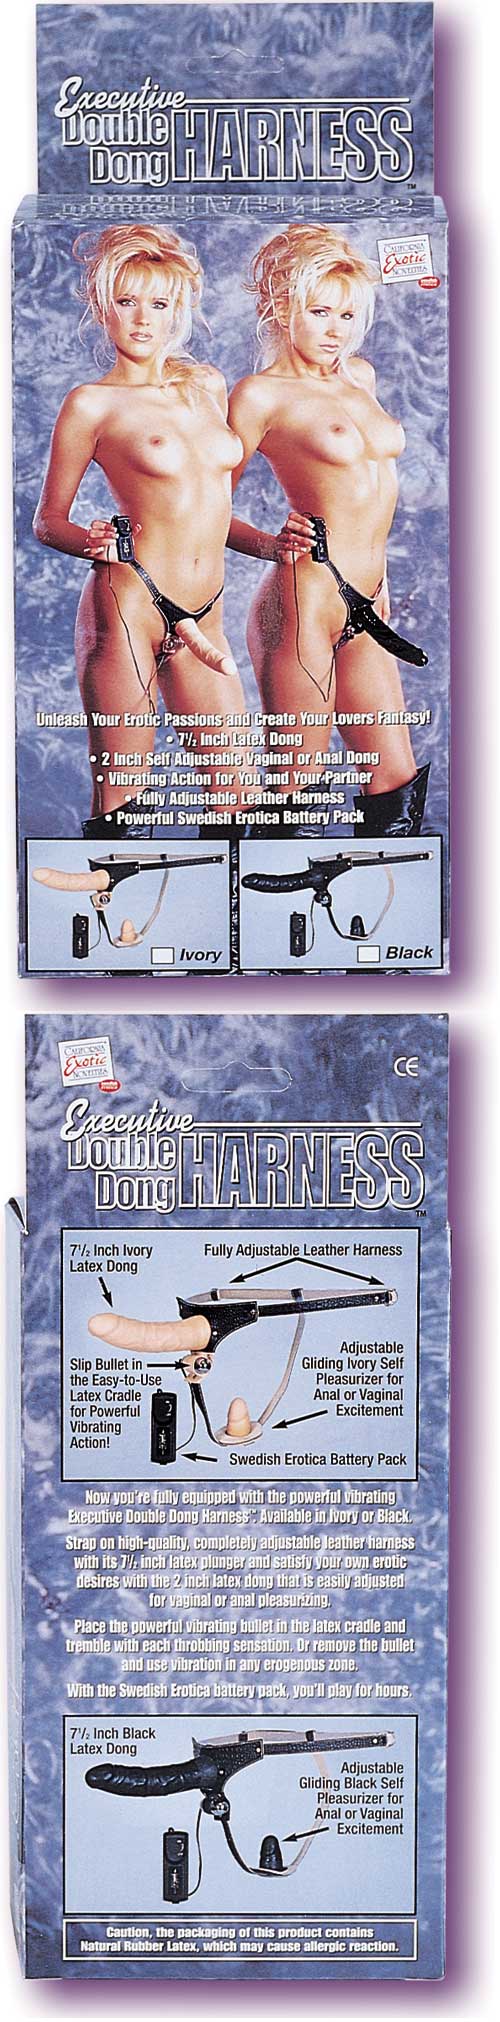 Executive
Double
Dong
HARNESS™
CALIFORNIA
Exotic
NOVELTIES
Unleash Your Erotic Passions and Create Your Lovers Fantasy!
• 7½ Inch Latex Dong
• 2 Inch Self Adjustable Vaginal or Anal Dong
• Vibrating Action for You and Your Partner
• Fully Adjustable Leather Harness
• Powerful Swedish Erotica Battery Pack
Ivory
Black
CALIFORNIA
Exotic
NOVELTIES
CE
Executive
Double
Dong
HARNESS™
7½ Inch Ivory
Latex Dong
Fully Adjustable Leather Harness
Slip Bullet in
the Easy-to-Use
Latex Cradle
for Powerful
Vibrating
Action!
Adjustable
Gliding Ivory Self
Pleasurizer for
Anal or Vaginal
Excitement
Swedish Erotica Battery Pack
Now you're fully equipped with the powerful vibrating
Executive Double Dong Harness™. Available in Ivory or Black.
Strap on high-quality, completely adjustable leather harness
with its 7½ inch latex plunger and satisfy your own erotic
desires with the 2 inch latex dong that is easily adjusted
for vaginal or anal pleasurizing.
Place the powerful vibrating bullet in the latex cradle and
tremble with each throbbing sensation. Or remove the bullet
and use vibration in any erogenous zone.
With the Swedish Erotica battery pack, you'll play for hours.
7½ Inch Black
Latex Dong
Adjustable
Gliding Black Self
Pleasurizer for
Anal or Vaginal
Excitement
Caution, the packaging of this product contains
Natural Rubber Latex, which may cause allergic reaction.